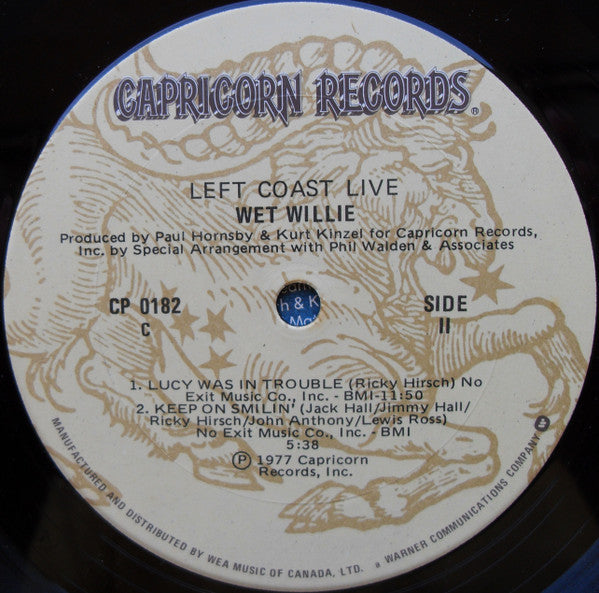 CAPRICORN RECORDS®
LEFT COAST LIVE
WET WILLIE
Produced by Paul Hornsby & Kurt Kinzel for Capricorn Records,
Inc. by Special Arrangement with Phil Walden & Associates
CP 0182
C
SIDE
II
h & K
1. LUCY WAS IN TROUBLE (Ricky Hirsch) No
Exit Music Co., Inc. - BMI-11:50
2. KEEP ON SMILIN' (Jack Hall/Jimmy Hall/
Ricky Hirsch/John Anthony/Lewis Ross)
No Exit Music Co., Inc. - BMI
5:38
Ⓟ 1977 Capricorn
Records, Inc.
MANUFACTURED AND DISTRIBUTED BY WEA MUSIC OF CANADA, LTD. a WARNER COMMUNICATIONS COMPANY